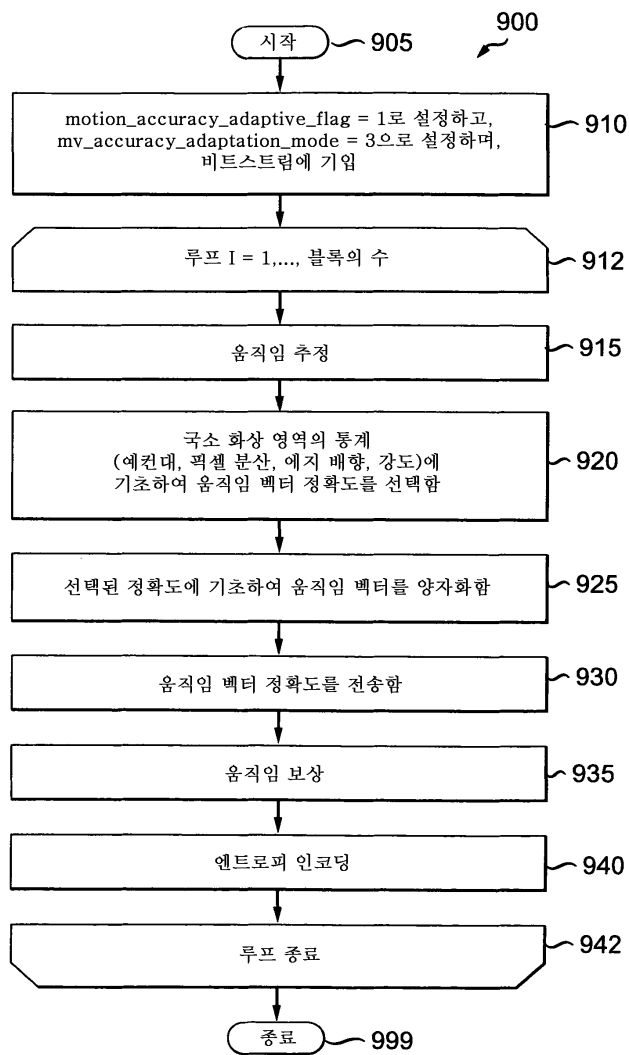 900
시작
905
motion_accuracy_adaptive_flag = 1로 설정하고,
mv_accuracy_adaptation_mode = 3으로 설정하며,
비트스트림에 기입
910
루프 I = 1,..., 블록의 수
912
움직임 추정
915
국소 화상 영역의 통계
(예컨대, 픽셀 분산, 에지 배향, 강도)에
기초하여 움직임 벡터 정확도를 선택함
920
선택된 정확도에 기초하여 움직임 벡터를 양자화함
925
움직임 벡터 정확도를 전송함
930
움직임 보상
935
엔트로피 인코딩
940
루프 종료
942
종료
999